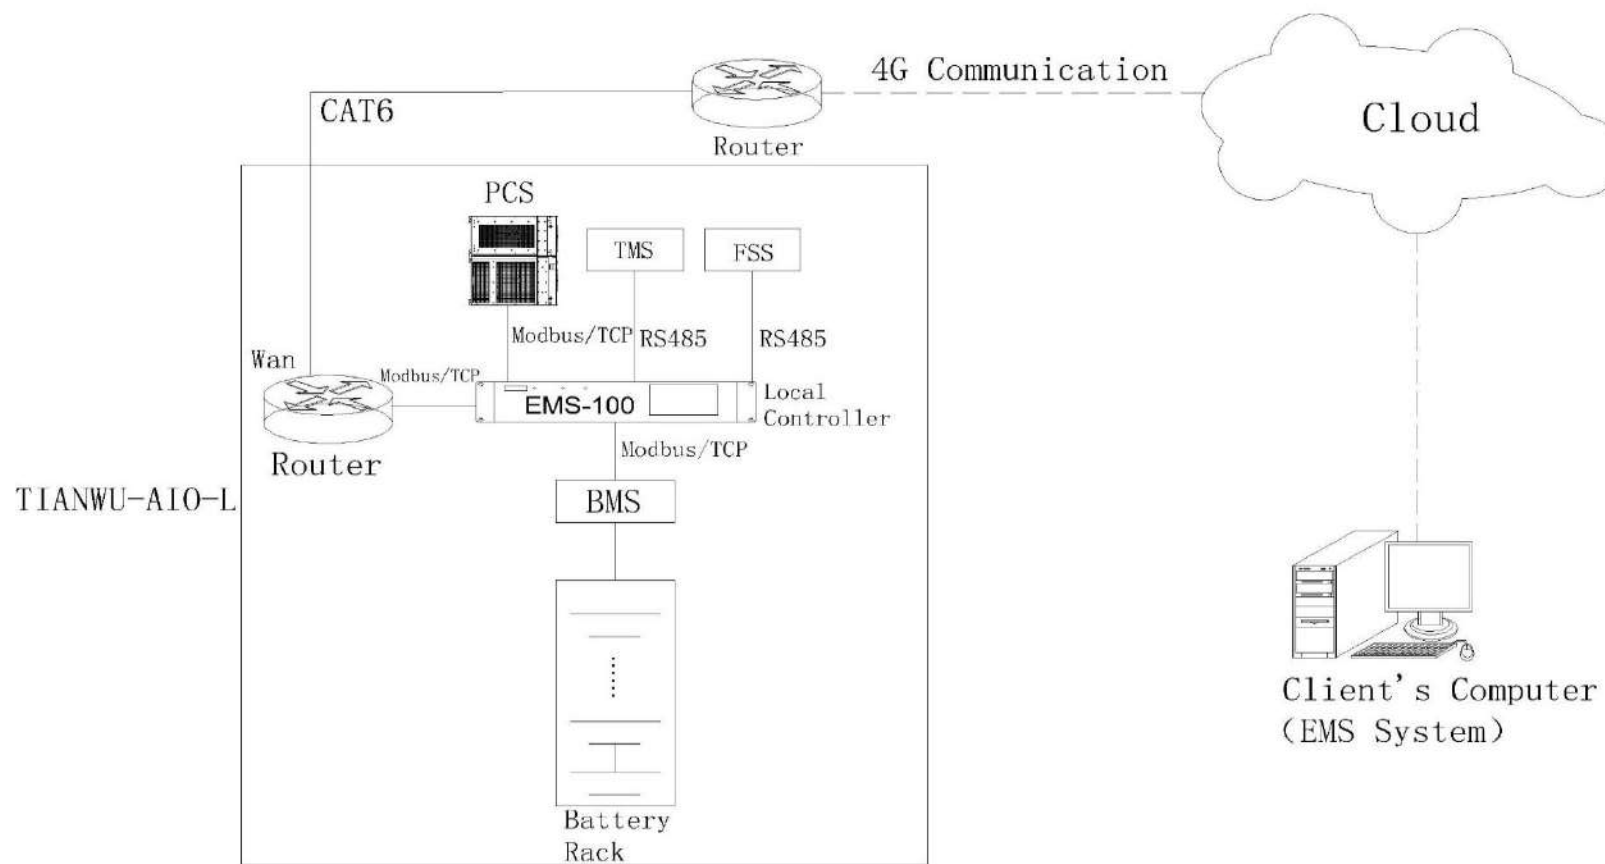 4G Communication
CAT6
Cloud
Router
PCS
TMS
FSS
Modbus/TCP
RS485
RS485
Wan
Modbus/TCP
EMS-100
Local
Controller
Modbus/TCP
Router
TIANWU-AIO-L
BMS
Client's Computer
(EMS System)
Battery
Rack